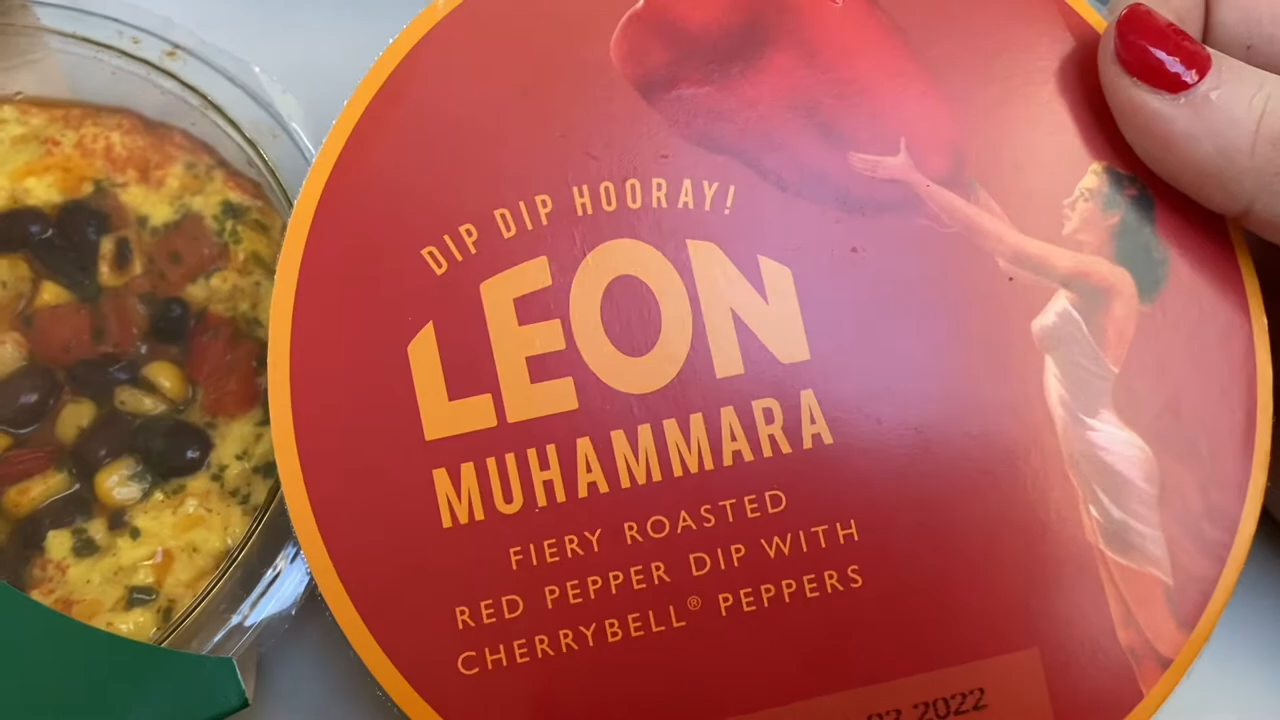 DIP DIP HOORAY!
LEON
MUHAMMARA
FIERY ROASTED
RED PEPPER DIP WITH
CHERRYBELL® PEPPERS
2022